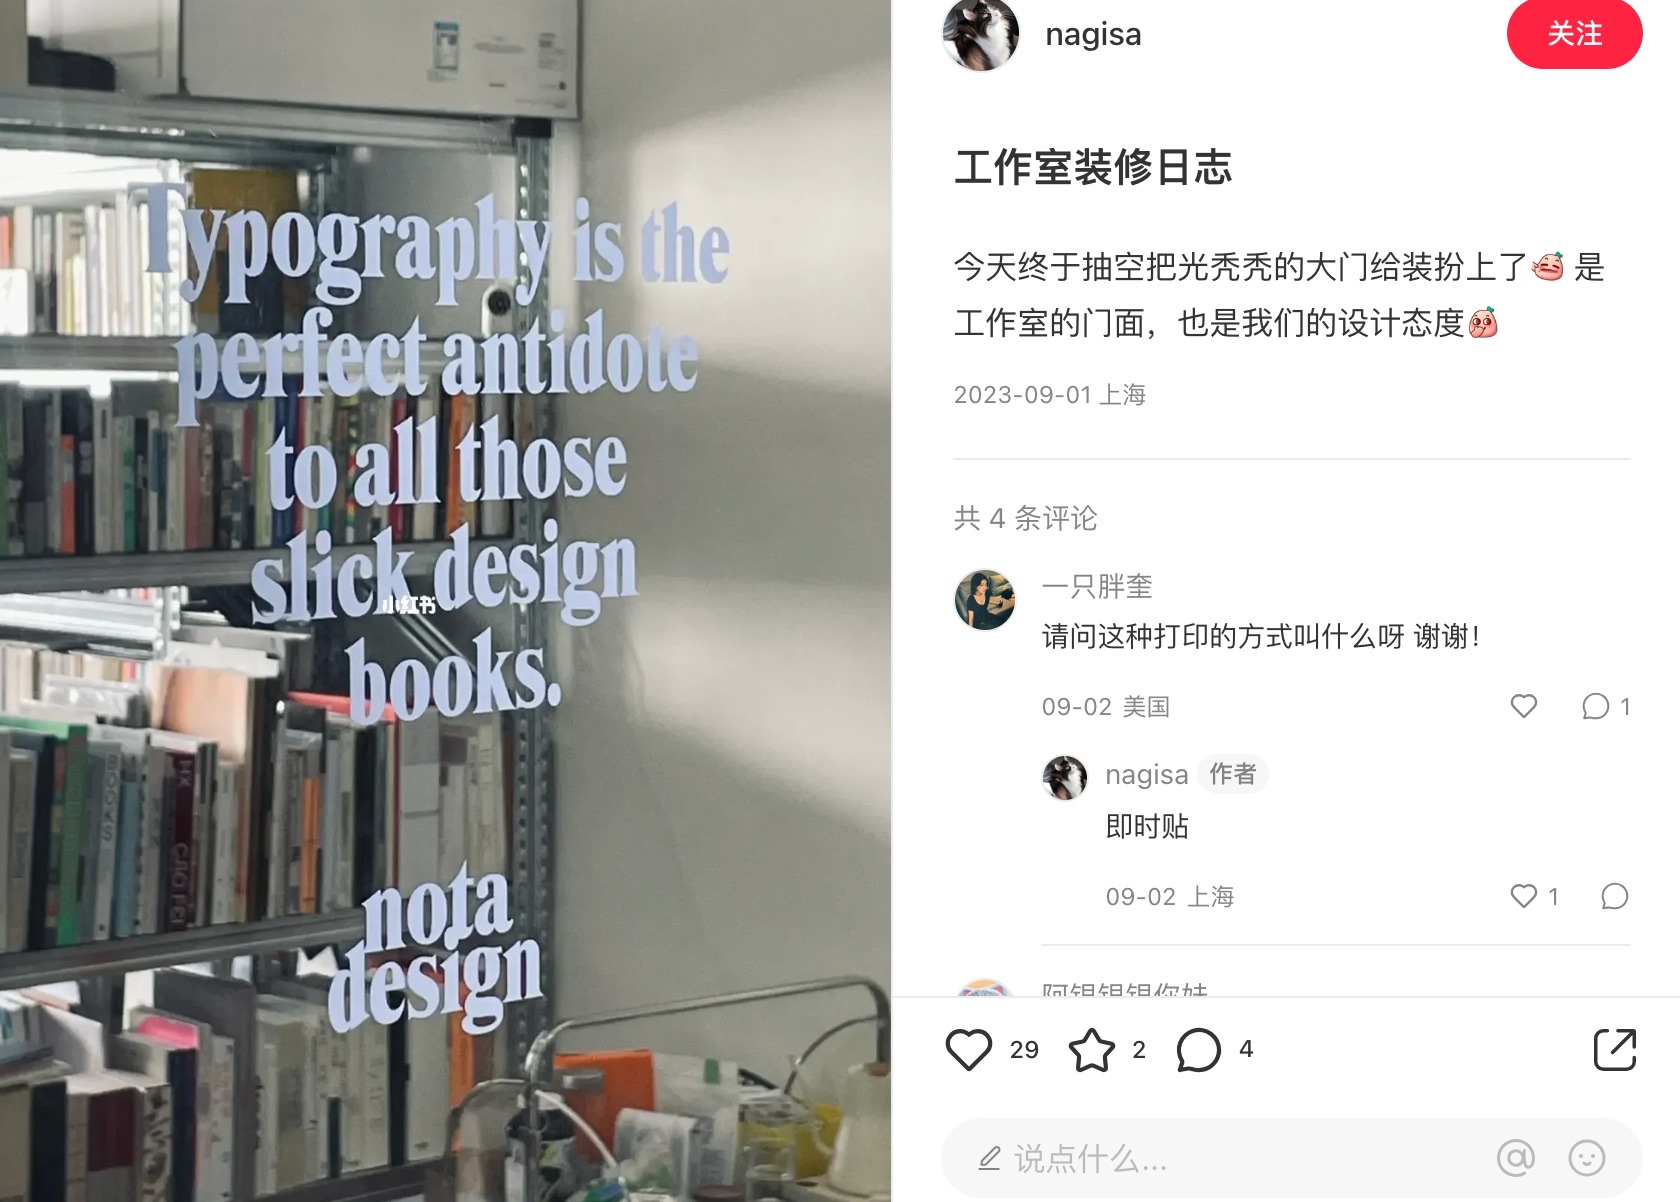 Typography is the
perfect antidote
to all those
slick design
books.
小红书
nota
design
BOOKS
nagisa
关注
工作室装修日志
今天终于抽空把光秃秃的大门给装扮上了 是
工作室的门面，也是我们的设计态度
2023-09-01 上海
共 4 条评论
一只胖奎
请问这种打印的方式叫什么呀 谢谢！
09-02 美国
1
nagisa 作者
即时贴
09-02 上海
1
29
2
4
说点什么...